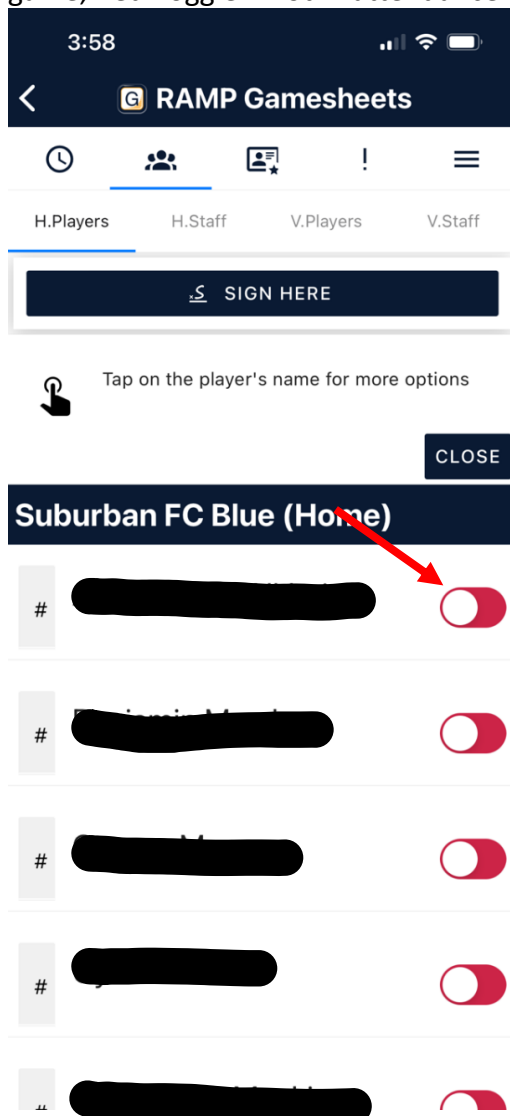 3:58
G RAMP Gamesheets
H.Players H.Staff V.Players V.Staff
SIGN HERE
Tap on the player's name for more options
CLOSE
Suburban FC Blue (Home)
#
#
#
#
#